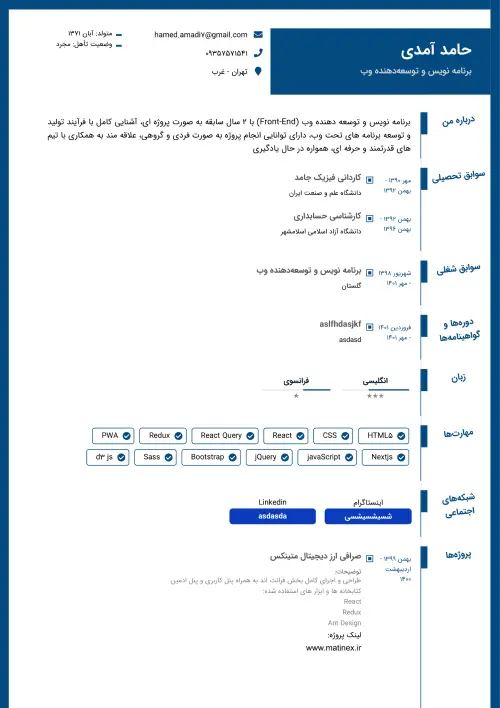 حامد آمدی
برنامه نویس و توسعه‌دهنده وب
hamed.amadi7@gmail.com
۰۹۳۵۷۵۷۱۵۴۱
تهران - غرب
متولد: آبان ۱۳۷۱
وضعیت تأهل: مجرد
درباره من
برنامه نویس و توسعه دهنده وب (Front-End) با ۲ سال سابقه به صورت پروژه ای، آشنایی کامل با فرآیند تولید
و توسعه برنامه های تحت وب، دارای توانایی انجام پروژه به صورت فردی و گروهی، علاقه مند به همکاری با تیم
های قدرتمند و حرفه ای، همواره در حال یادگیری
سوابق تحصیلی
مهر ۱۳۹۰ -
بهمن ۱۳۹۲
کاردانی فیزیک جامد
دانشگاه علم و صنعت ایران
بهمن ۱۳۹۲ -
بهمن ۱۳۹۶
کارشناسی حسابداری
دانشگاه آزاد اسلامی اسلامشهر
سوابق شغلی
شهریور ۱۳۹۸
- مهر ۱۴۰۱
برنامه نویس و توسعه‌دهنده وب
گلستان
دوره‌ها و
گواهینامه‌ها
فروردین ۱۴۰۱
- مهر ۱۴۰۱
aslfhdasjkf
asdasd
زبان
انگلیسی
***
فرانسوی
*
مهارت‌ها
HTML۵ CSS React React Query Redux PWA
Nextjs javaScript jQuery Bootstrap Sass d۳ js
شبکه‌های
اجتماعی
اینستاگرام
شسیشسیشسی
Linkedin
asdasda
پروژه‌ها
بهمن ۱۳۹۹ -
اردیبهشت
۱۴۰۰
صرافی ارز دیجیتال متینکس
توضیحات:
طراحی و اجرای کامل بخش فرانت اند به همراه پنل کاربری و پنل ادمین
کتابخانه ها و ابزار های استفاده شده:
React
Redux
Ant Design
لینک پروژه:
www.matinex.ir